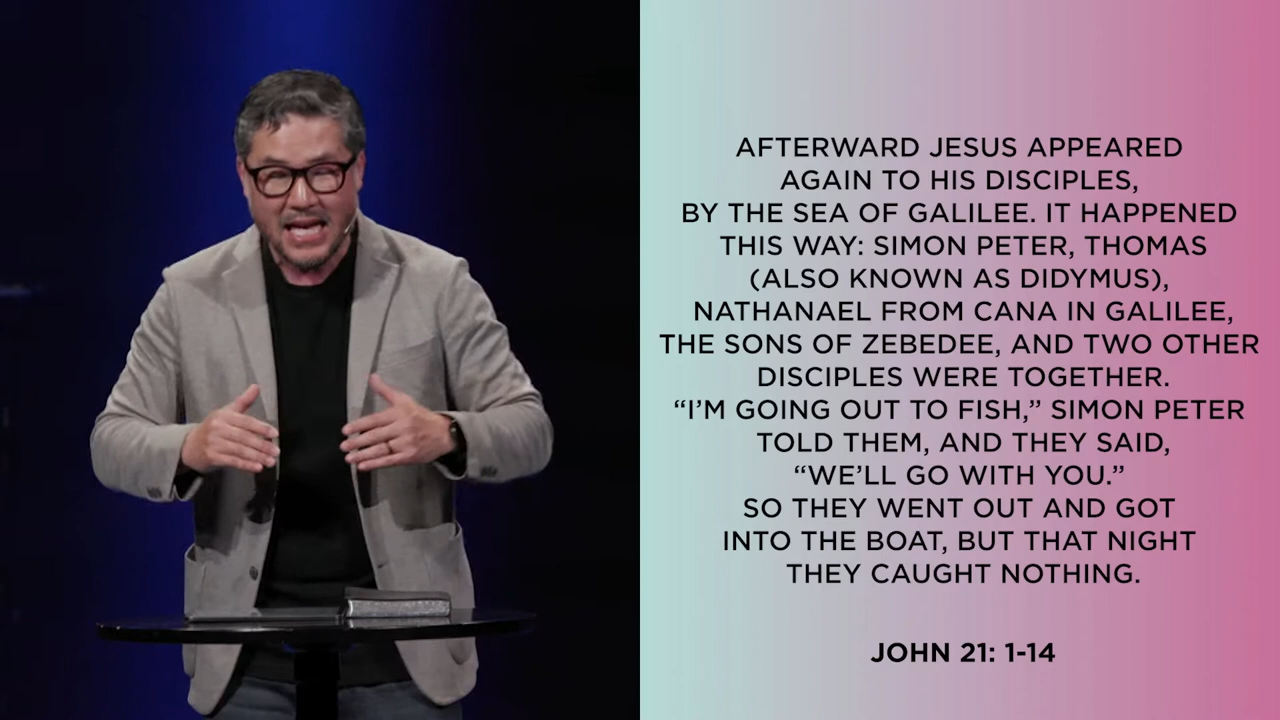 AFTERWARD JESUS APPEARED
AGAIN TO HIS DISCIPLES,
BY THE SEA OF GALILEE. IT HAPPENED
THIS WAY: SIMON PETER, THOMAS
(ALSO KNOWN AS DIDYMUS),
NATHANAEL FROM CANA IN GALILEE,
THE SONS OF ZEBEDEE, AND TWO OTHER
DISCIPLES WERE TOGETHER.
“I’M GOING OUT TO FISH,” SIMON PETER
TOLD THEM, AND THEY SAID,
“WE’LL GO WITH YOU.”
SO THEY WENT OUT AND GOT
INTO THE BOAT, BUT THAT NIGHT
THEY CAUGHT NOTHING.
JOHN 21: 1-14